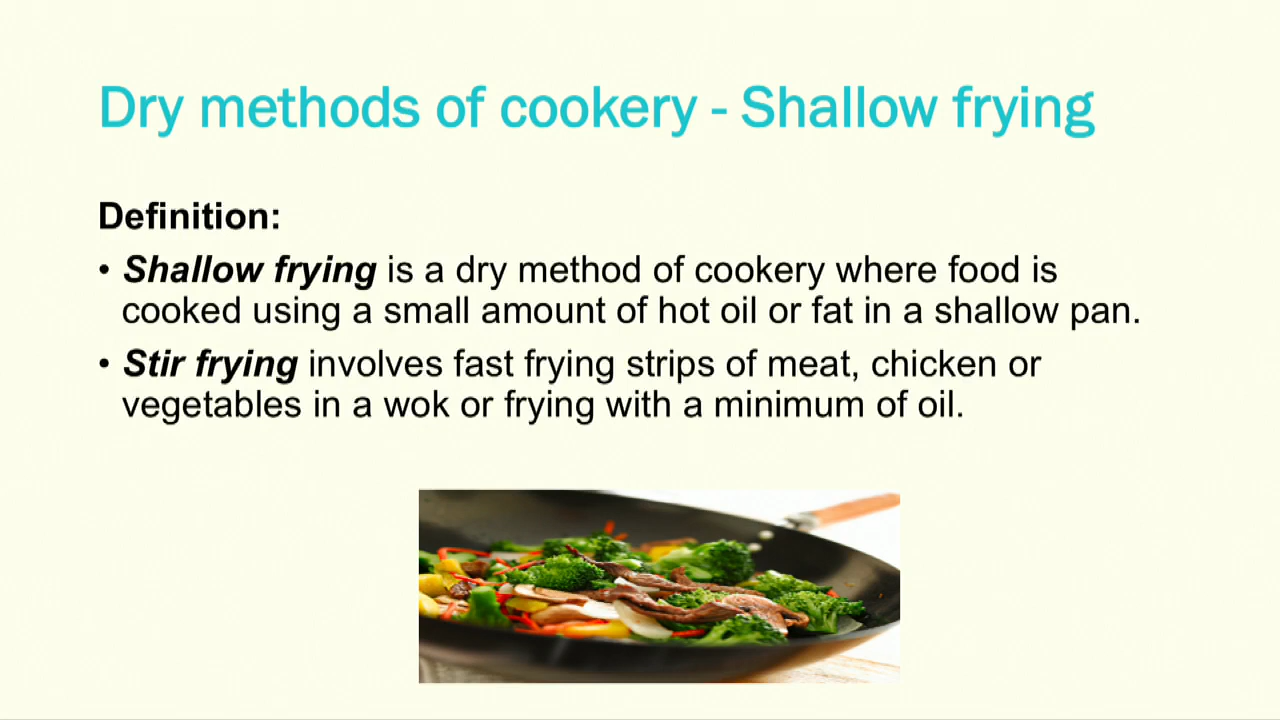 Dry methods of cookery - Shallow frying
Definition:
• Shallow frying is a dry method of cookery where food is
cooked using a small amount of hot oil or fat in a shallow pan.
• Stir frying involves fast frying strips of meat, chicken or
vegetables in a wok or frying with a minimum of oil.